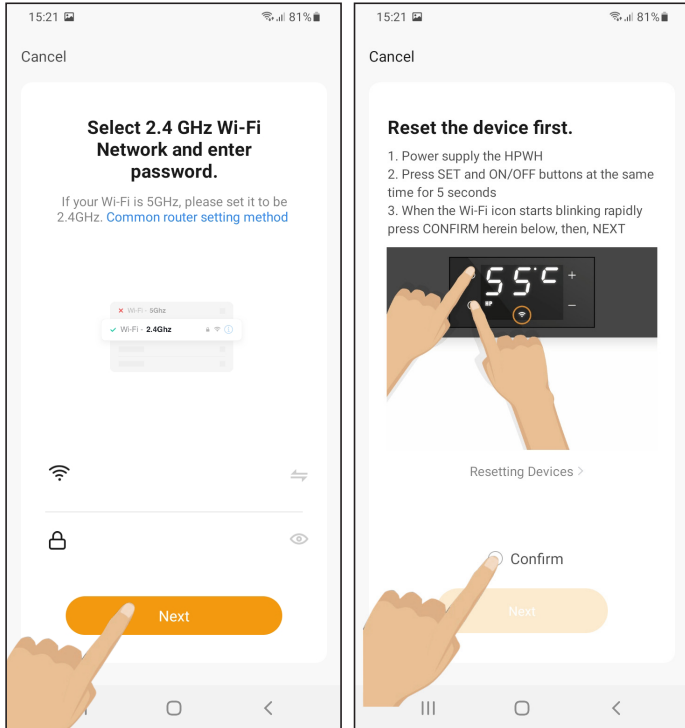 15:21 81%
Cancel
Select 2.4 GHz Wi-Fi
Network and enter
password.
If your Wi-Fi is 5GHz, please set it to be
2.4GHz. Common router setting method
Wi-Fi - 5Ghz
Wi-Fi - 2.4Ghz
Next
15:21 81%
Cancel
Reset the device first.
1. Power supply the HPWH
2. Press SET and ON/OFF buttons at the same
time for 5 seconds
3. When the Wi-Fi icon starts blinking rapidly
press CONFIRM herein below, then, NEXT
55°C +
HP −
Resetting Devices >
Confirm
Next